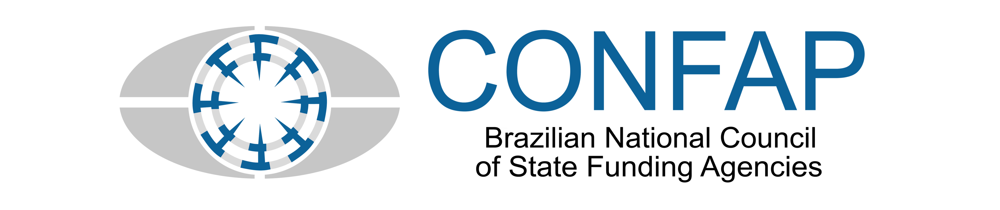 CONFAP
Brazilian National Council
of State Funding Agencies